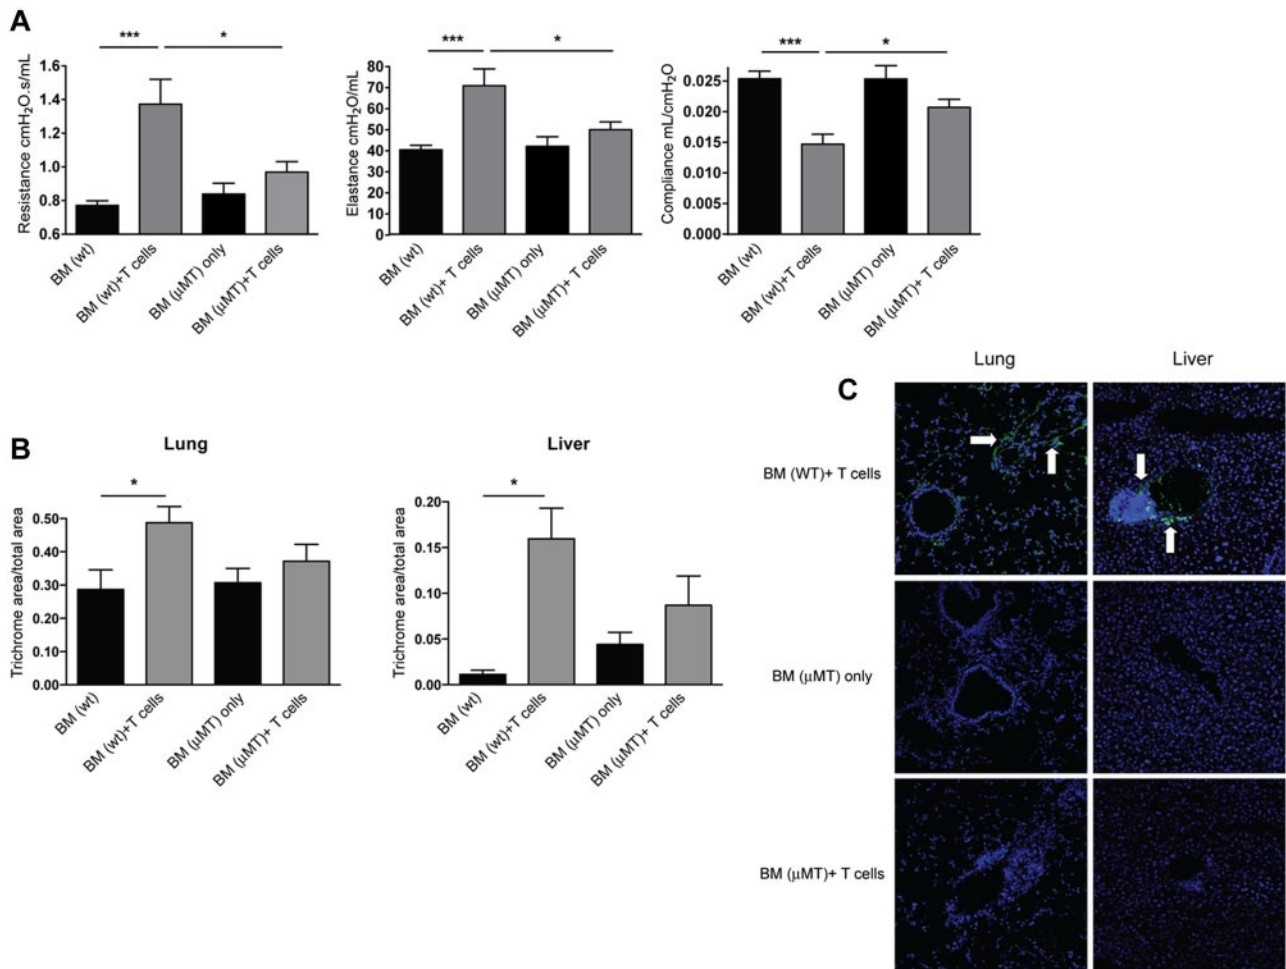 A
***
*
Resistance cmH₂O.s/mL
1.6
1.4
1.2
1.0
0.8
0.6
BM (wt)
BM (wt)+T cells
BM (μMT) only
BM (μMT)+ T cells
***
*
Elastance cmH₂O/mL
80
70
60
50
40
30
20
10
0
BM (wt)
BM (wt)+ T cells
BM (μMT) only
BM (μMT)+ T cells
***
*
Compliance mL/cmH₂O
0.025
0.020
0.015
0.010
0.005
0.000
BM (wt)
BM (wt)+T cells
BM (μMT) only
BM (μMT)+ T cells
B
Lung
*
Trichrome area/total area
0.50
0.40
0.30
0.20
0.10
0.00
BM (wt)
BM (wt)+T cells
BM (μMT) only
BM (μMT)+ T cells
Liver
*
Trichrome area/total area
0.20
0.15
0.10
0.05
0.00
BM (wt)
BM (wt)+T cells
BM (μMT) only
BM (μMT)+ T cells
C
Lung
Liver
BM (WT)+ T cells
BM (μMT) only
BM (μMT)+ T cells